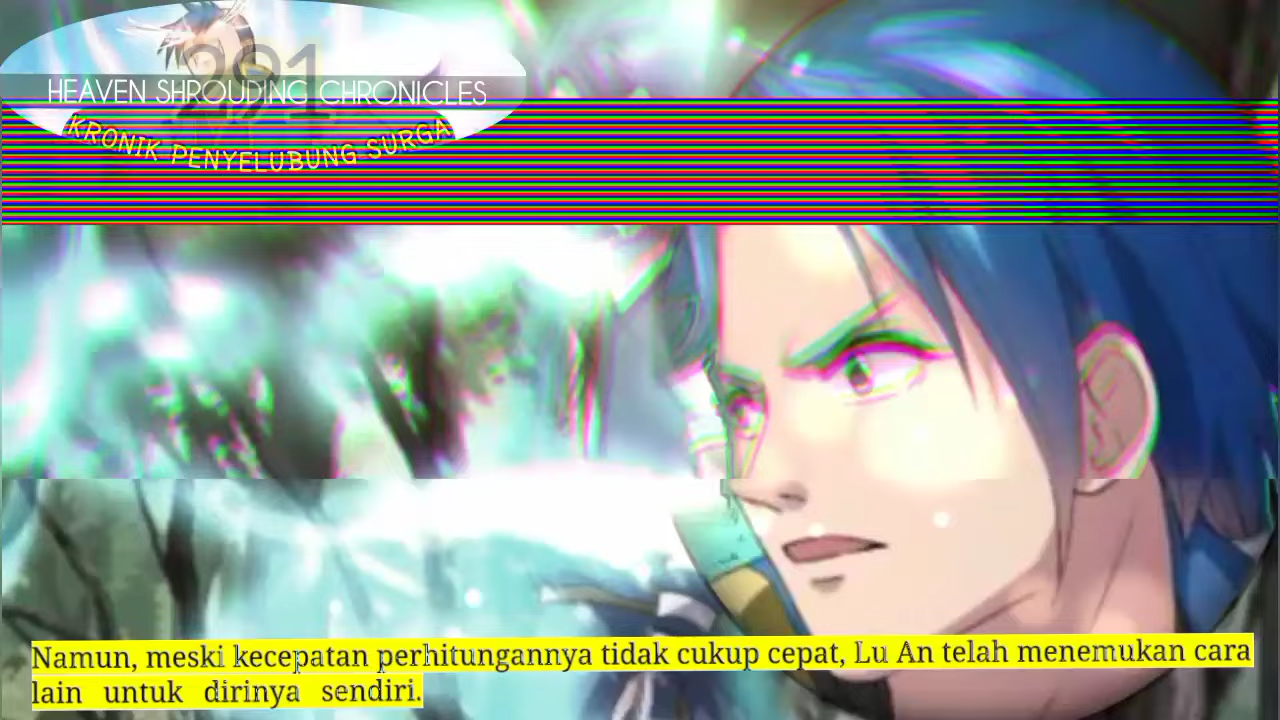 291
HEAVEN SHROUDING CHRONICLES
KRONIK PENYELUBUNG SURGA
Namun, meski kecepatan perhitungannya tidak cukup cepat, Lu An telah menemukan cara
lain untuk dirinya sendiri.